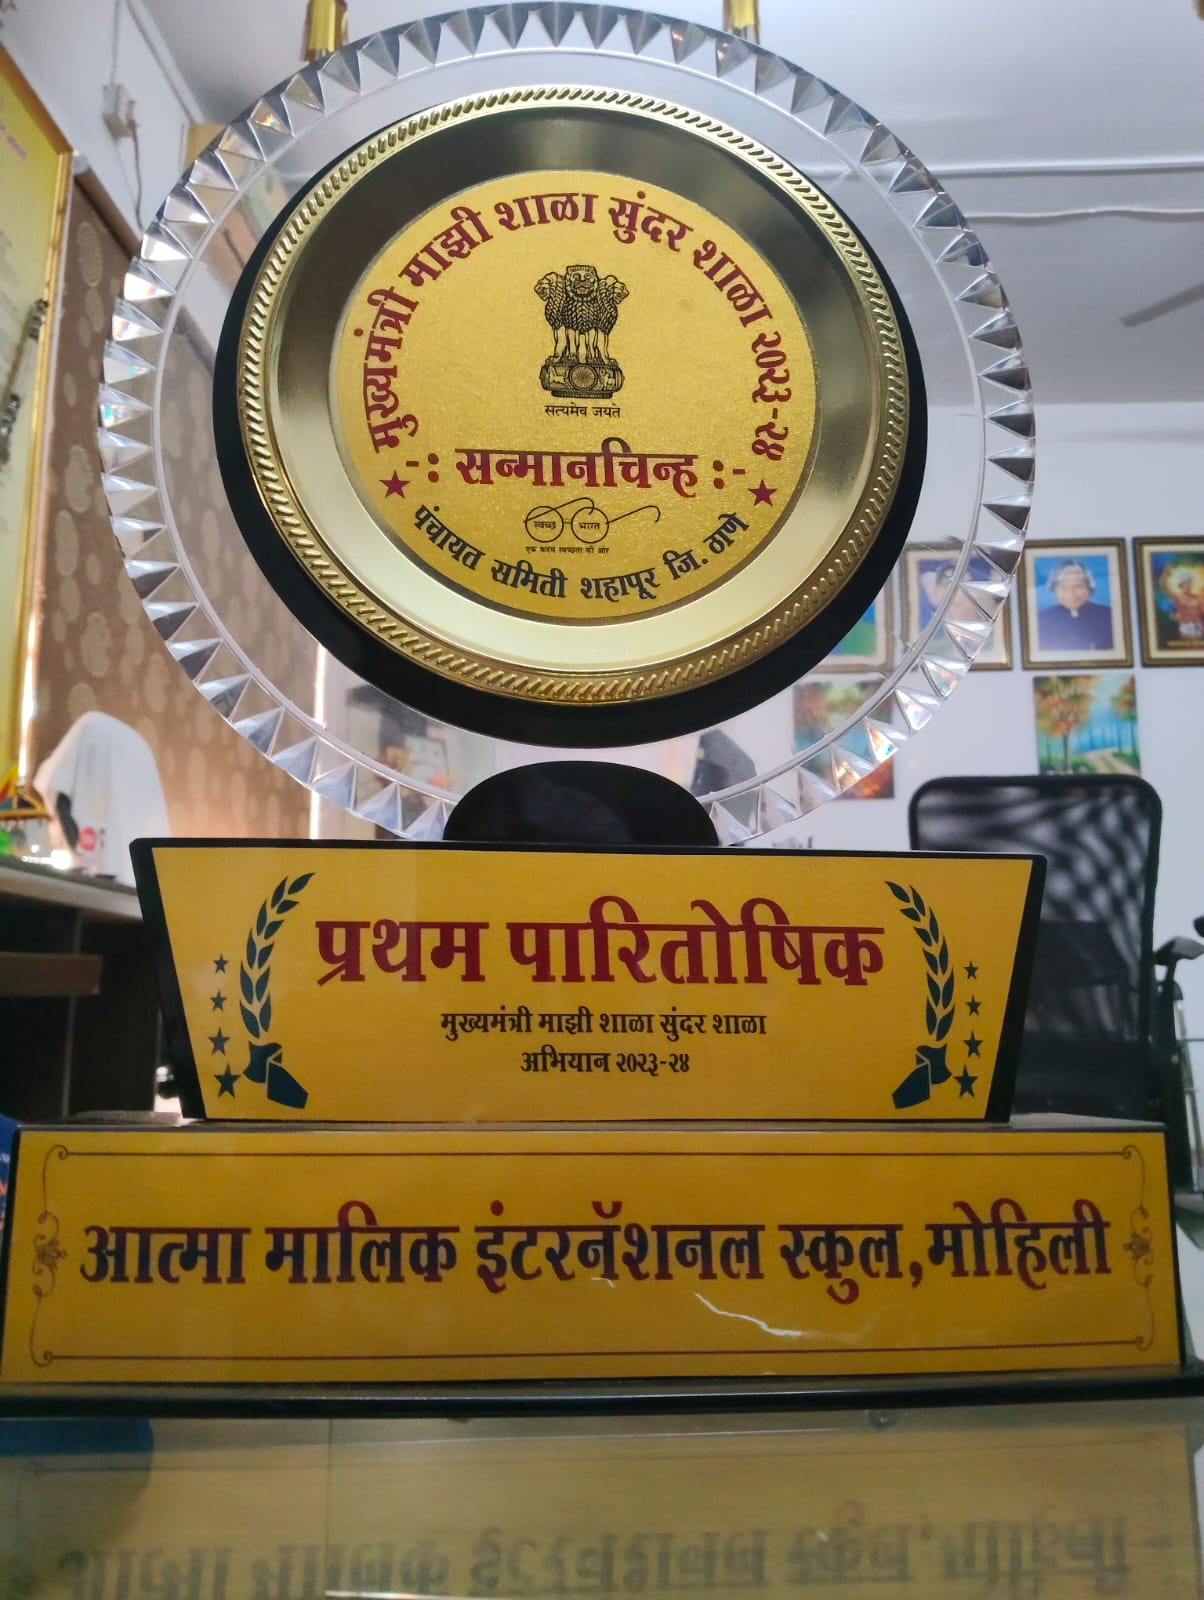 मुख्यमंत्री माझी शाळा सुंदर शाळा २०२३-२४
सत्यमेव जयते
-: सन्मानचिन्ह :-
स्वच्छ भारत
एक कदम स्वच्छता की ओर
पंचायत समिती शहापूर जि. ठाणे
प्रथम पारितोषिक
मुख्यमंत्री माझी शाळा सुंदर शाळा
अभियान २०२३-२४
आत्मा मालिक इंटरनॅशनल स्कुल,मोहिली